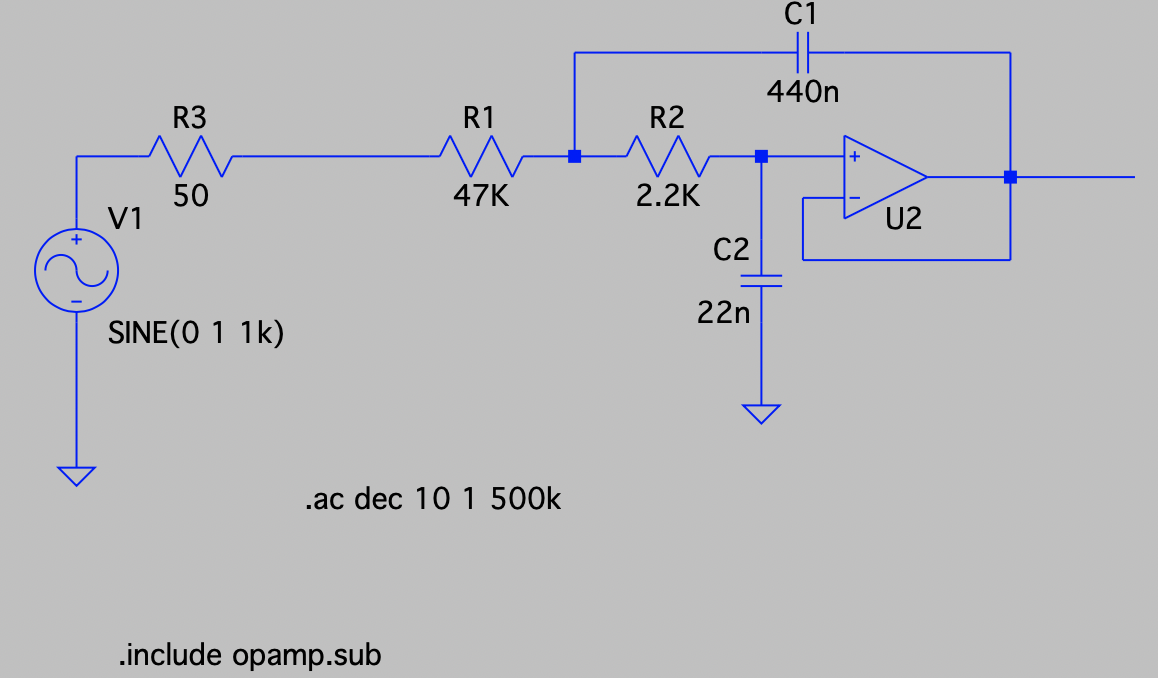 C1
440n
R3
50
R1
47K
R2
2.2K
+
−
U2
V1
+
−
SINE(0 1 1k)
C2
22n
.ac dec 10 1 500k
.include opamp.sub